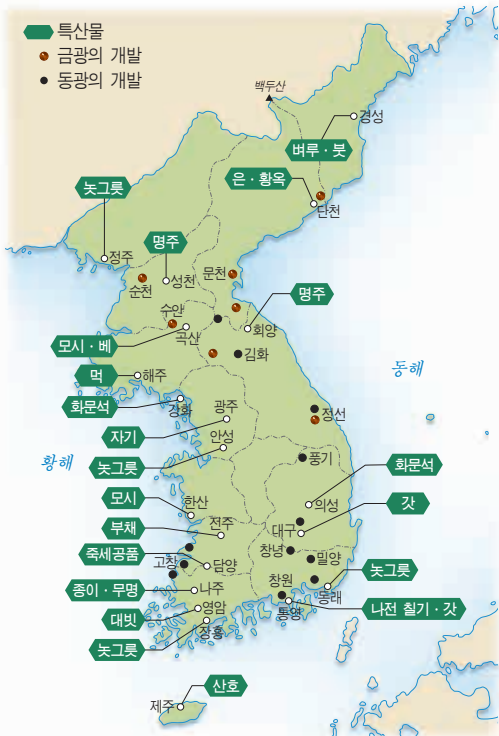 특산물
금광의 개발
동광의 개발
백두산
경성
벼루 · 붓
은 · 황옥
단천
놋그릇
정주
명주
문천
순천
성천
명주
수안
곡산
회양
모시 · 베
김화
동해
먹
해주
화문석
강화
광주
정선
자기
안성
황해
놋그릇
풍기
화문석
모시
한산
의성
갓
부채
전주
대구
죽세공품
고창
담양
창녕
밀양
놋그릇
종이 · 무명
나주
창원
동래
대빗
영암
통영
나전 칠기 · 갓
놋그릇
장흥
산호
제주